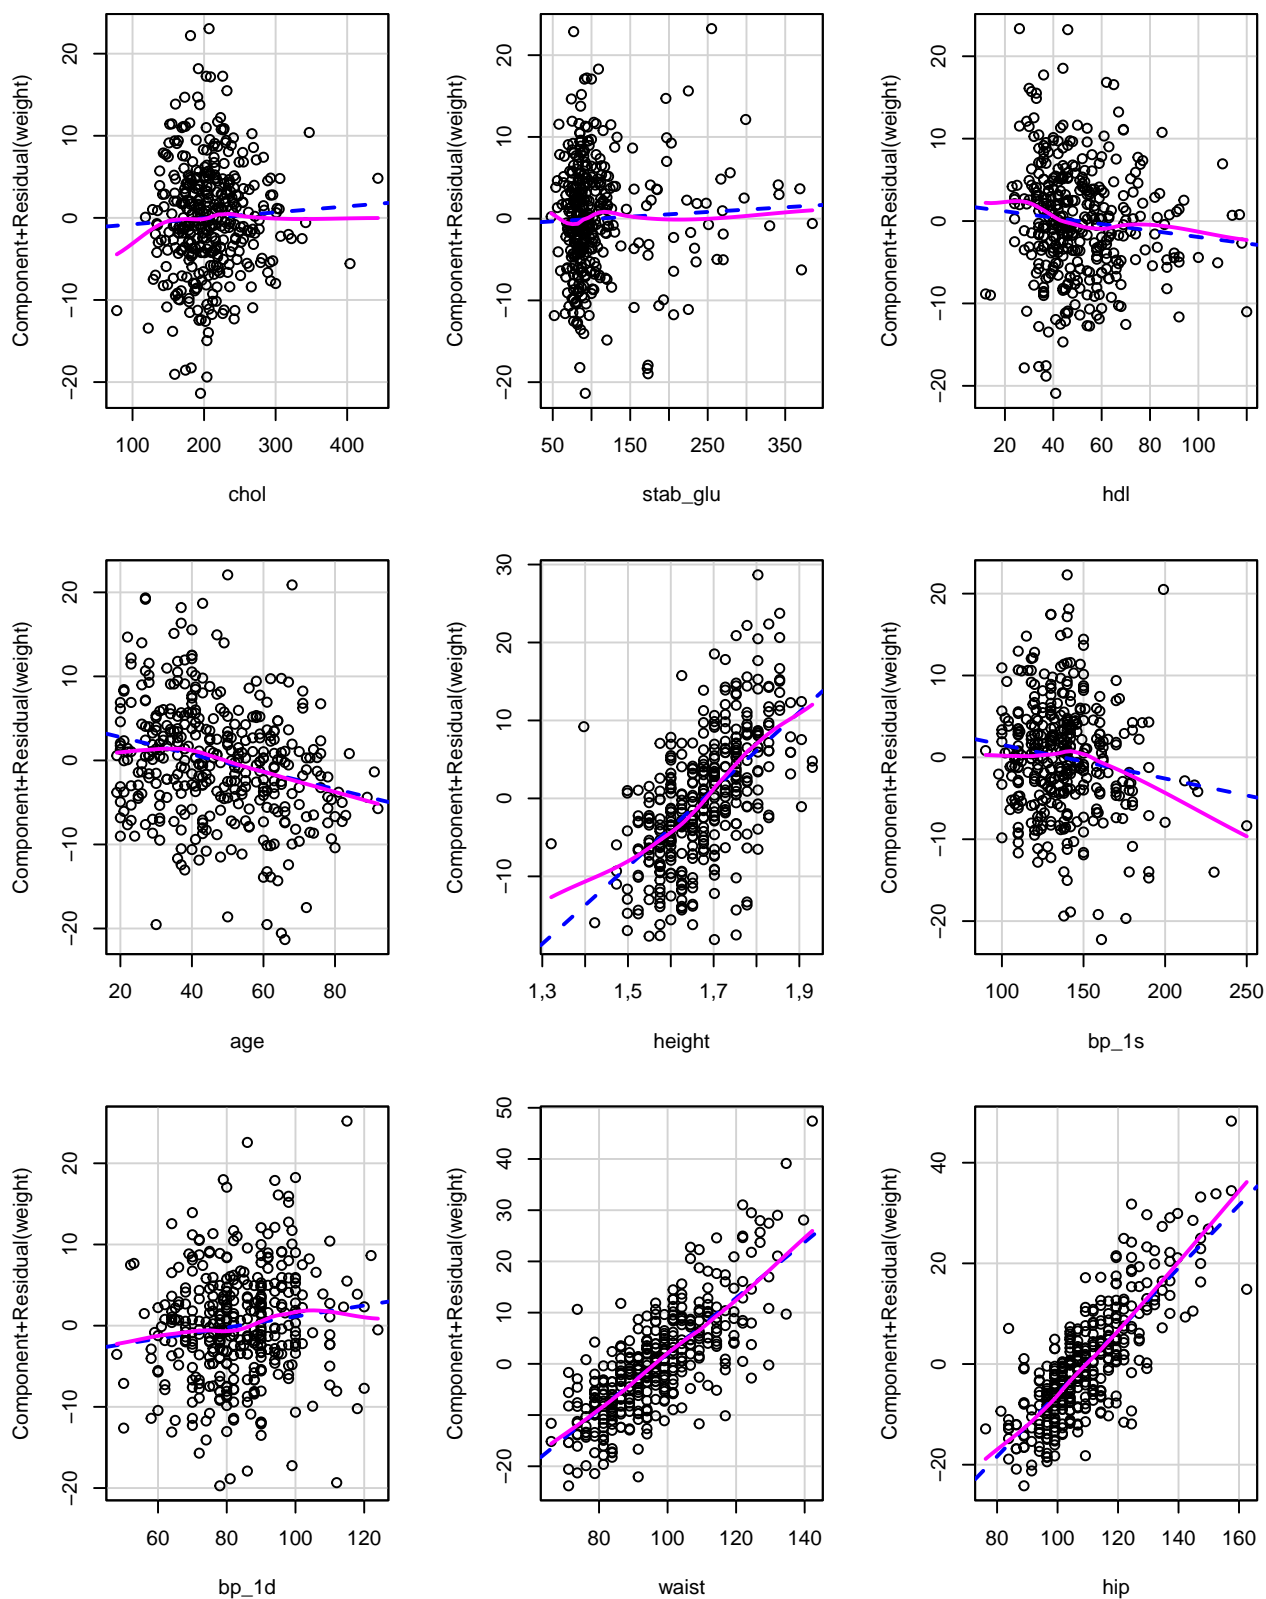 Component+Residual(weight)
20
10
0
−10
−20
100 200 300 400
chol
Component+Residual(weight)
20
10
0
−10
−20
50 150 250 350
stab_glu
Component+Residual(weight)
20
10
0
−10
−20
20 40 60 80 100
hdl
Component+Residual(weight)
20
10
0
−10
−20
20 40 60 80
age
Component+Residual(weight)
30
20
10
0
−10
1,3 1,5 1,7 1,9
height
Component+Residual(weight)
20
10
0
−10
−20
100 150 200 250
bp_1s
Component+Residual(weight)
20
10
0
−10
−20
60 80 100 120
bp_1d
Component+Residual(weight)
50
40
30
20
10
0
−20
80 100 120 140
waist
Component+Residual(weight)
40
20
0
−20
80 100 120 140 160
hip